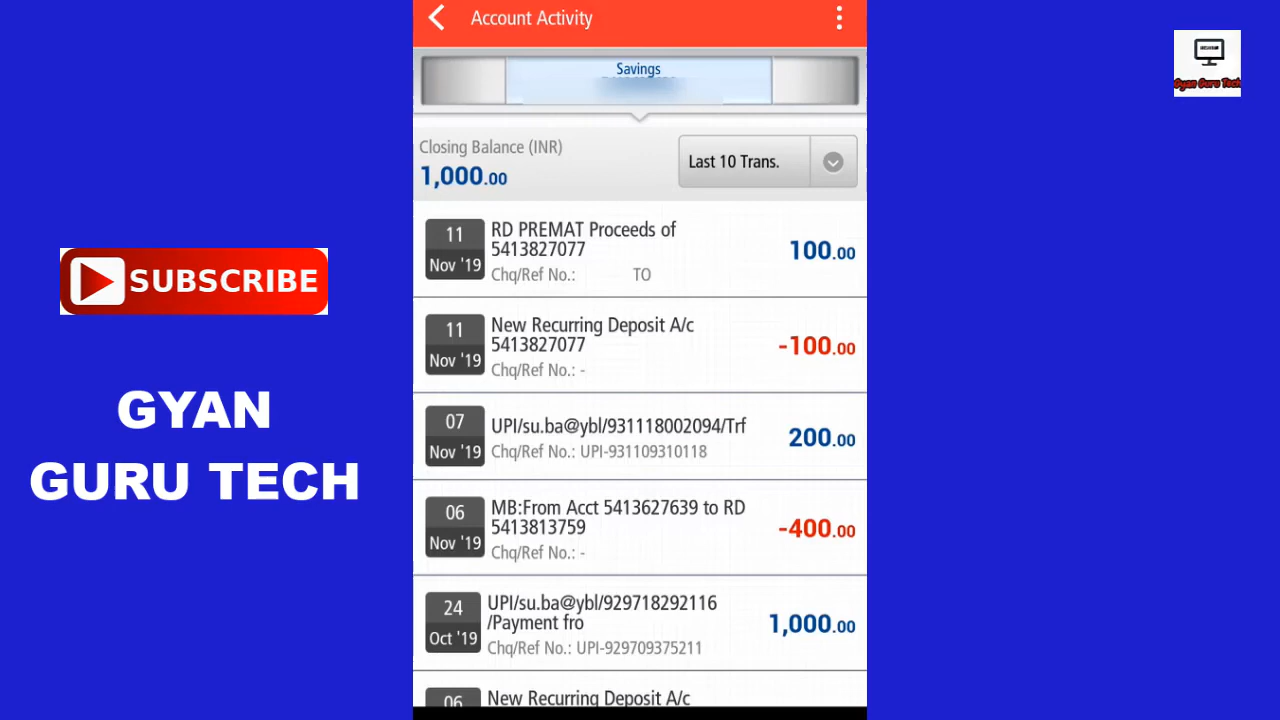 Account Activity
Savings
Closing Balance (INR)
1,000.00
Last 10 Trans.
11
Nov '19
RD PREMAT Proceeds of
5413827077
Chq/Ref No.: TO
100.00
11
Nov '19
New Recurring Deposit A/c
5413827077
Chq/Ref No.: -
-100.00
07
Nov '19
UPI/su.ba@ybl/931118002094/Trf
Chq/Ref No.: UPI-931109310118
200.00
06
Nov '19
MB:From Acct 5413627639 to RD
5413813759
Chq/Ref No.: -
-400.00
24
Oct '19
UPI/su.ba@ybl/929718292116
/Payment fro
Chq/Ref No.: UPI-929709375211
1,000.00
06
New Recurring Deposit A/c
SUBSCRIBE
GYAN
GURU TECH
Gyan Guru Tech